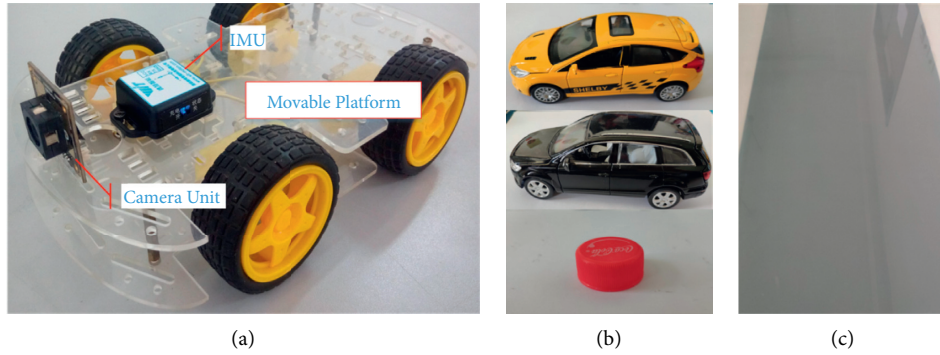 IMU
Movable Platform
Camera Unit
SHELBY
(a)
(b)
(c)